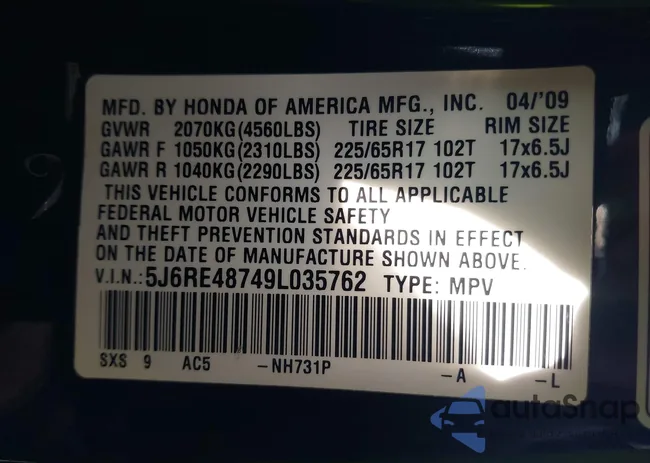 MFD. BY HONDA OF AMERICA MFG., INC. 04/'09
GVWR 2070KG(4560LBS) TIRE SIZE RIM SIZE
GAWR F 1050KG(2310LBS) 225/65R17 102T 17x6.5J
GAWR R 1040KG(2290LBS) 225/65R17 102T 17x6.5J
THIS VEHICLE CONFORMS TO ALL APPLICABLE
FEDERAL MOTOR VEHICLE SAFETY
AND THEFT PREVENTION STANDARDS IN EFFECT
ON THE DATE OF MANUFACTURE SHOWN ABOVE.
V.I.N.:5J6RE48749L035762 TYPE: MPV
SXS 9 AC5 -NH731P -A -L
autoSnap